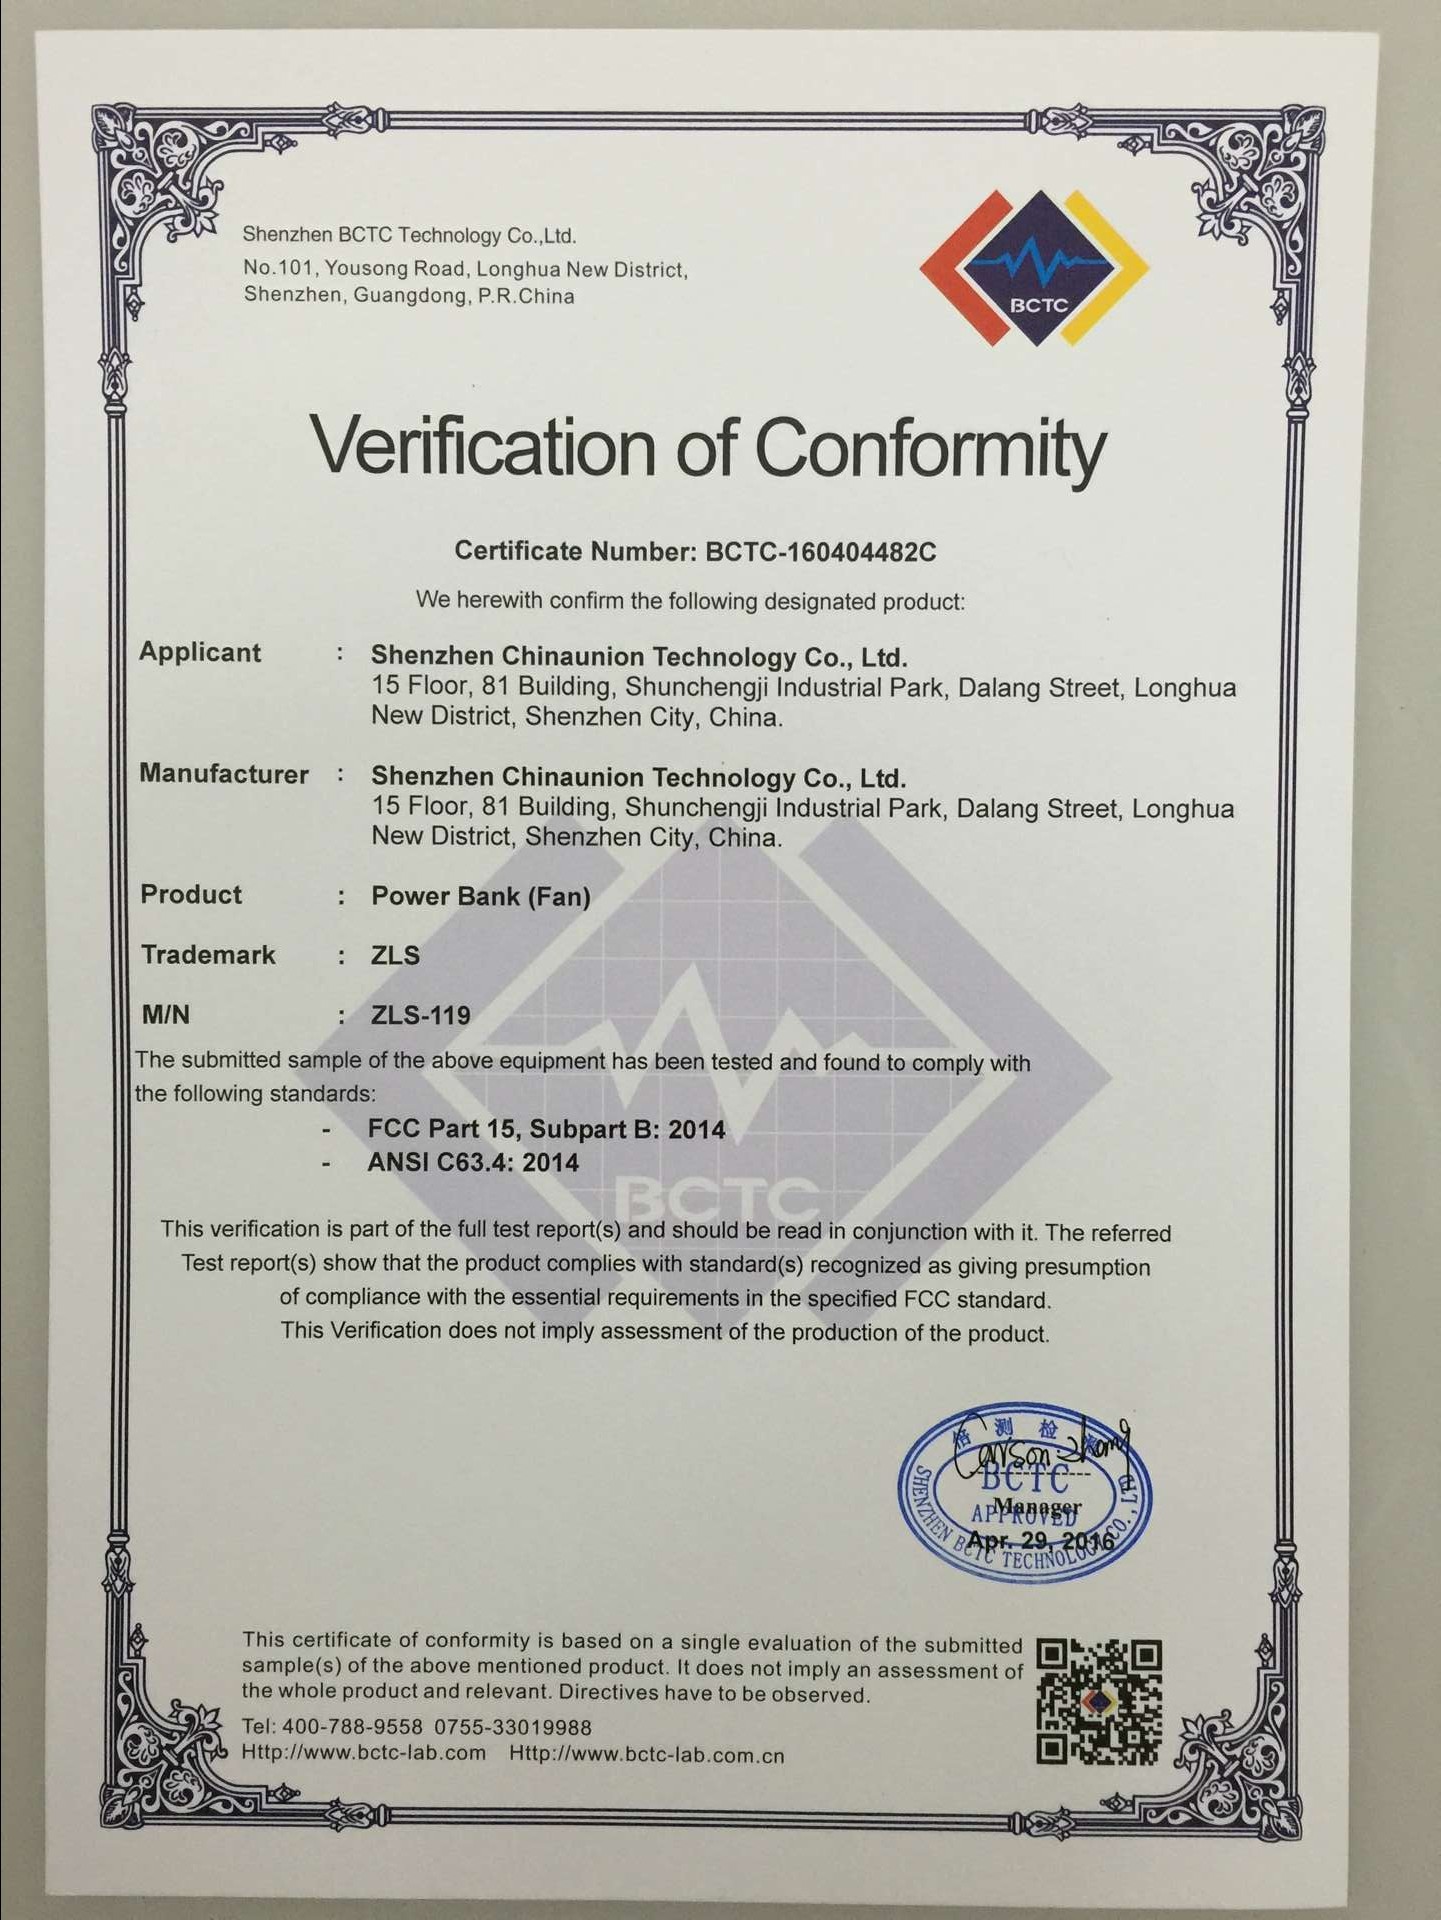 Shenzhen BCTC Technology Co.,Ltd.
No.101, Yousong Road, Longhua New District,
Shenzhen, Guangdong, P.R.China
BCTC
Verification of Conformity
Certificate Number: BCTC-160404482C
We herewith confirm the following designated product:
Applicant : Shenzhen Chinaunion Technology Co., Ltd.
15 Floor, 81 Building, Shunchengji Industrial Park, Dalang Street, Longhua
New District, Shenzhen City, China.
Manufacturer : Shenzhen Chinaunion Technology Co., Ltd.
15 Floor, 81 Building, Shunchengji Industrial Park, Dalang Street, Longhua
New District, Shenzhen City, China.
Product : Power Bank (Fan)
Trademark : ZLS
M/N : ZLS-119
The submitted sample of the above equipment has been tested and found to comply with
the following standards:
- FCC Part 15, Subpart B: 2014
- ANSI C63.4: 2014
BCTC
This verification is part of the full test report(s) and should be read in conjunction with it. The referred
Test report(s) show that the product complies with standard(s) recognized as giving presumption
of compliance with the essential requirements in the specified FCC standard.
This Verification does not imply assessment of the production of the product.
倍测检
Carson Zhang
BCTC
Manager
APPROVED
Apr. 29, 2016
SHENZHEN BCTC TECHNOLOGY CO., LTD
This certificate of conformity is based on a single evaluation of the submitted
sample(s) of the above mentioned product. It does not imply an assessment of
the whole product and relevant. Directives have to be observed.
Tel: 400-788-9558 0755-33019988
Http://www.bctc-lab.com Http://www.bctc-lab.com.cn